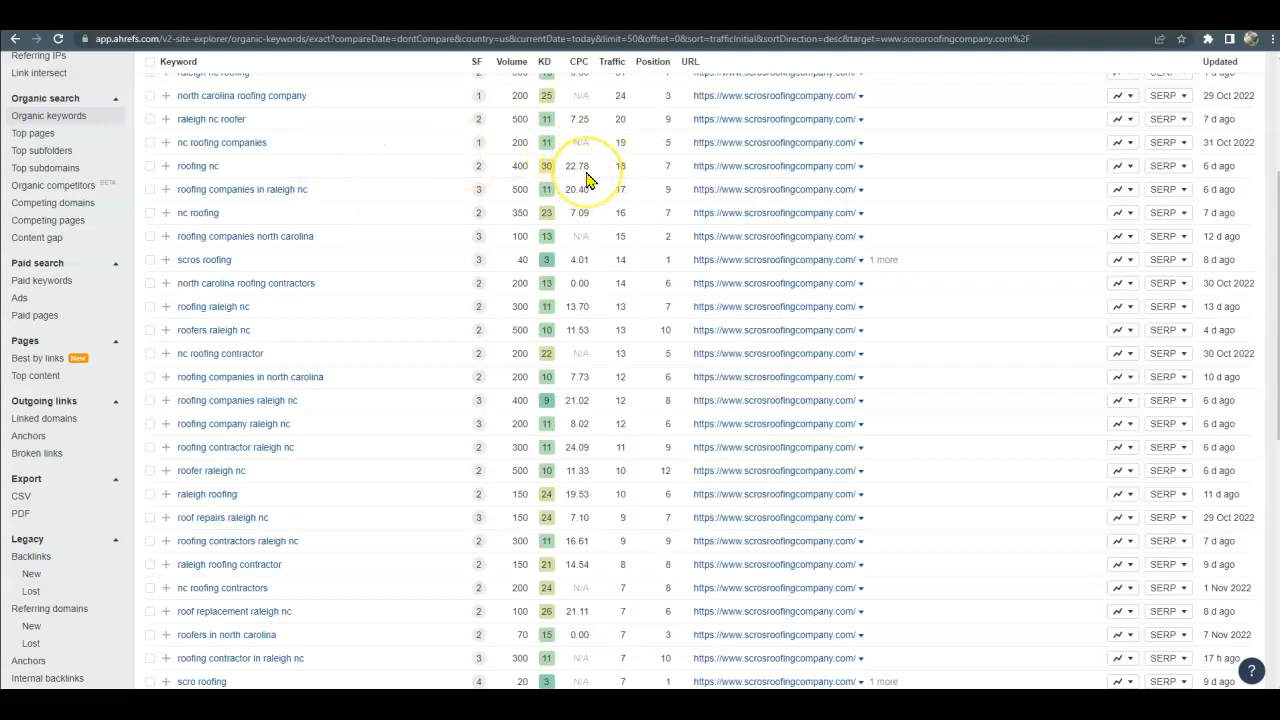 app.ahrefs.com/v2-site-explorer/organic-keywords/exact?compareDate=dontCompare&country=us&currentDate=today&limit=50&offset=0&sort=trafficInitial&sortDirection=desc&target=www.scrosroofingcompany.com%2F
Referring IPs
Link intersect
Organic search
Organic keywords
Top pages
Top subfolders
Top subdomains
Organic competitors BETA
Competing domains
Competing pages
Content gap
Paid search
Paid keywords
Ads
Paid pages
Pages
Best by links New
Top content
Outgoing links
Linked domains
Anchors
Broken links
Export
CSV
PDF
Legacy
Backlinks
New
Lost
Referring domains
New
Lost
Anchors
Internal backlinks
Keyword SF Volume KD CPC Traffic Position URL Updated
north carolina roofing company 1 200 25 N/A 24 3 https://www.scrosroofingcompany.com/ SERP 29 Oct 2022
raleigh nc roofer 2 500 11 7.25 20 9 https://www.scrosroofingcompany.com/ SERP 7 d ago
nc roofing companies 1 200 11 N/A 19 5 https://www.scrosroofingcompany.com/ SERP 31 Oct 2022
roofing nc 2 400 30 22.78 18 7 https://www.scrosroofingcompany.com/ SERP 6 d ago
roofing companies in raleigh nc 3 500 11 20.40 17 9 https://www.scrosroofingcompany.com/ SERP 6 d ago
nc roofing 2 350 23 7.09 16 7 https://www.scrosroofingcompany.com/ SERP 7 d ago
roofing companies north carolina 3 100 13 N/A 15 2 https://www.scrosroofingcompany.com/ SERP 12 d ago
scros roofing 3 40 3 4.01 14 1 https://www.scrosroofingcompany.com/ 1 more SERP 8 d ago
north carolina roofing contractors 2 200 13 0.00 14 6 https://www.scrosroofingcompany.com/ SERP 30 Oct 2022
roofing raleigh nc 2 300 11 13.70 13 7 https://www.scrosroofingcompany.com/ SERP 13 d ago
roofers raleigh nc 2 500 10 11.53 13 10 https://www.scrosroofingcompany.com/ SERP 4 d ago
nc roofing contractor 2 200 22 N/A 13 5 https://www.scrosroofingcompany.com/ SERP 30 Oct 2022
roofing companies in north carolina 2 200 10 7.73 12 6 https://www.scrosroofingcompany.com/ SERP 10 d ago
roofing companies raleigh nc 3 400 9 21.02 12 8 https://www.scrosroofingcompany.com/ SERP 6 d ago
roofing company raleigh nc 3 200 11 8.02 12 6 https://www.scrosroofingcompany.com/ SERP 6 d ago
roofing contractor raleigh nc 2 300 11 24.09 11 9 https://www.scrosroofingcompany.com/ SERP 6 d ago
roofer raleigh nc 2 500 10 11.33 10 12 https://www.scrosroofingcompany.com/ SERP 6 d ago
raleigh roofing 2 150 24 19.53 10 6 https://www.scrosroofingcompany.com/ SERP 11 d ago
roof repairs raleigh nc 3 150 24 7.10 9 7 https://www.scrosroofingcompany.com/ SERP 29 Oct 2022
roofing contractors raleigh nc 2 300 11 16.61 9 9 https://www.scrosroofingcompany.com/ SERP 7 d ago
raleigh roofing contractor 2 150 21 14.54 8 8 https://www.scrosroofingcompany.com/ SERP 9 d ago
nc roofing contractors 2 200 24 N/A 7 8 https://www.scrosroofingcompany.com/ SERP 1 Nov 2022
roof replacement raleigh nc 2 100 26 21.11 7 6 https://www.scrosroofingcompany.com/ SERP 8 d ago
roofers in north carolina 2 70 15 0.00 7 3 https://www.scrosroofingcompany.com/ SERP 7 Nov 2022
roofing contractor in raleigh nc 3 300 11 N/A 7 10 https://www.scrosroofingcompany.com/ SERP 17 h ago
scro roofing 4 20 3 N/A 7 1 https://www.scrosroofingcompany.com/ 1 more SERP 9 d ago
?